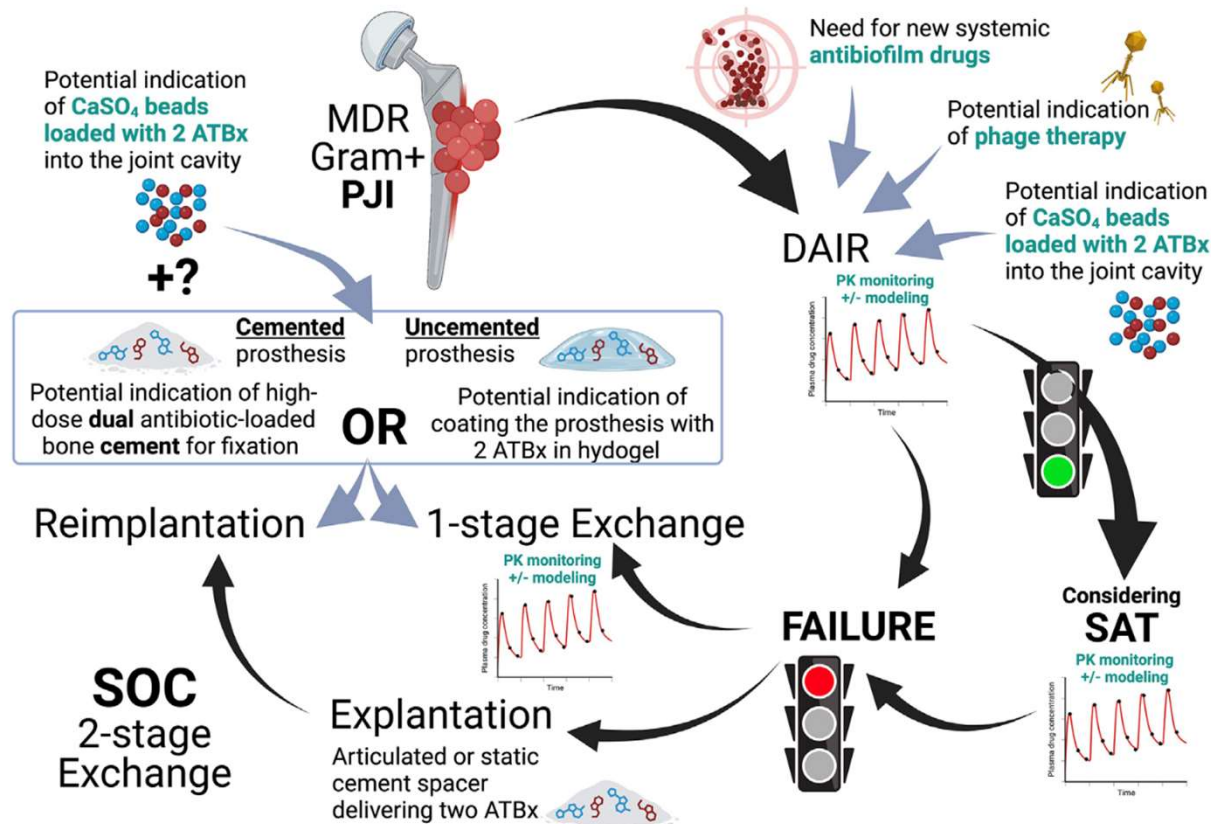 Potential indication
of CaSO₄ beads
loaded with 2 ATBx
into the joint cavity
+?
MDR
Gram+
PJI
Need for new systemic
antibiofilm drugs
Potential indication
of phage therapy
Potential indication
of CaSO₄ beads
loaded with 2 ATBx
into the joint cavity
DAIR
PK monitoring
+/- modeling
Plasma drug concentration
Time
Cemented
prosthesis
Potential indication of high-
dose dual antibiotic-loaded
bone cement for fixation
OR
Uncemented
prosthesis
Potential indication of
coating the prosthesis with
2 ATBx in hydogel
Reimplantation
1-stage Exchange
PK monitoring
+/- modeling
Plasma drug concentration
Time
FAILURE
Considering
SAT
PK monitoring
+/- modeling
Plasma drug concentration
Time
SOC
2-stage
Exchange
Explantation
Articulated or static
cement spacer
delivering two ATBx